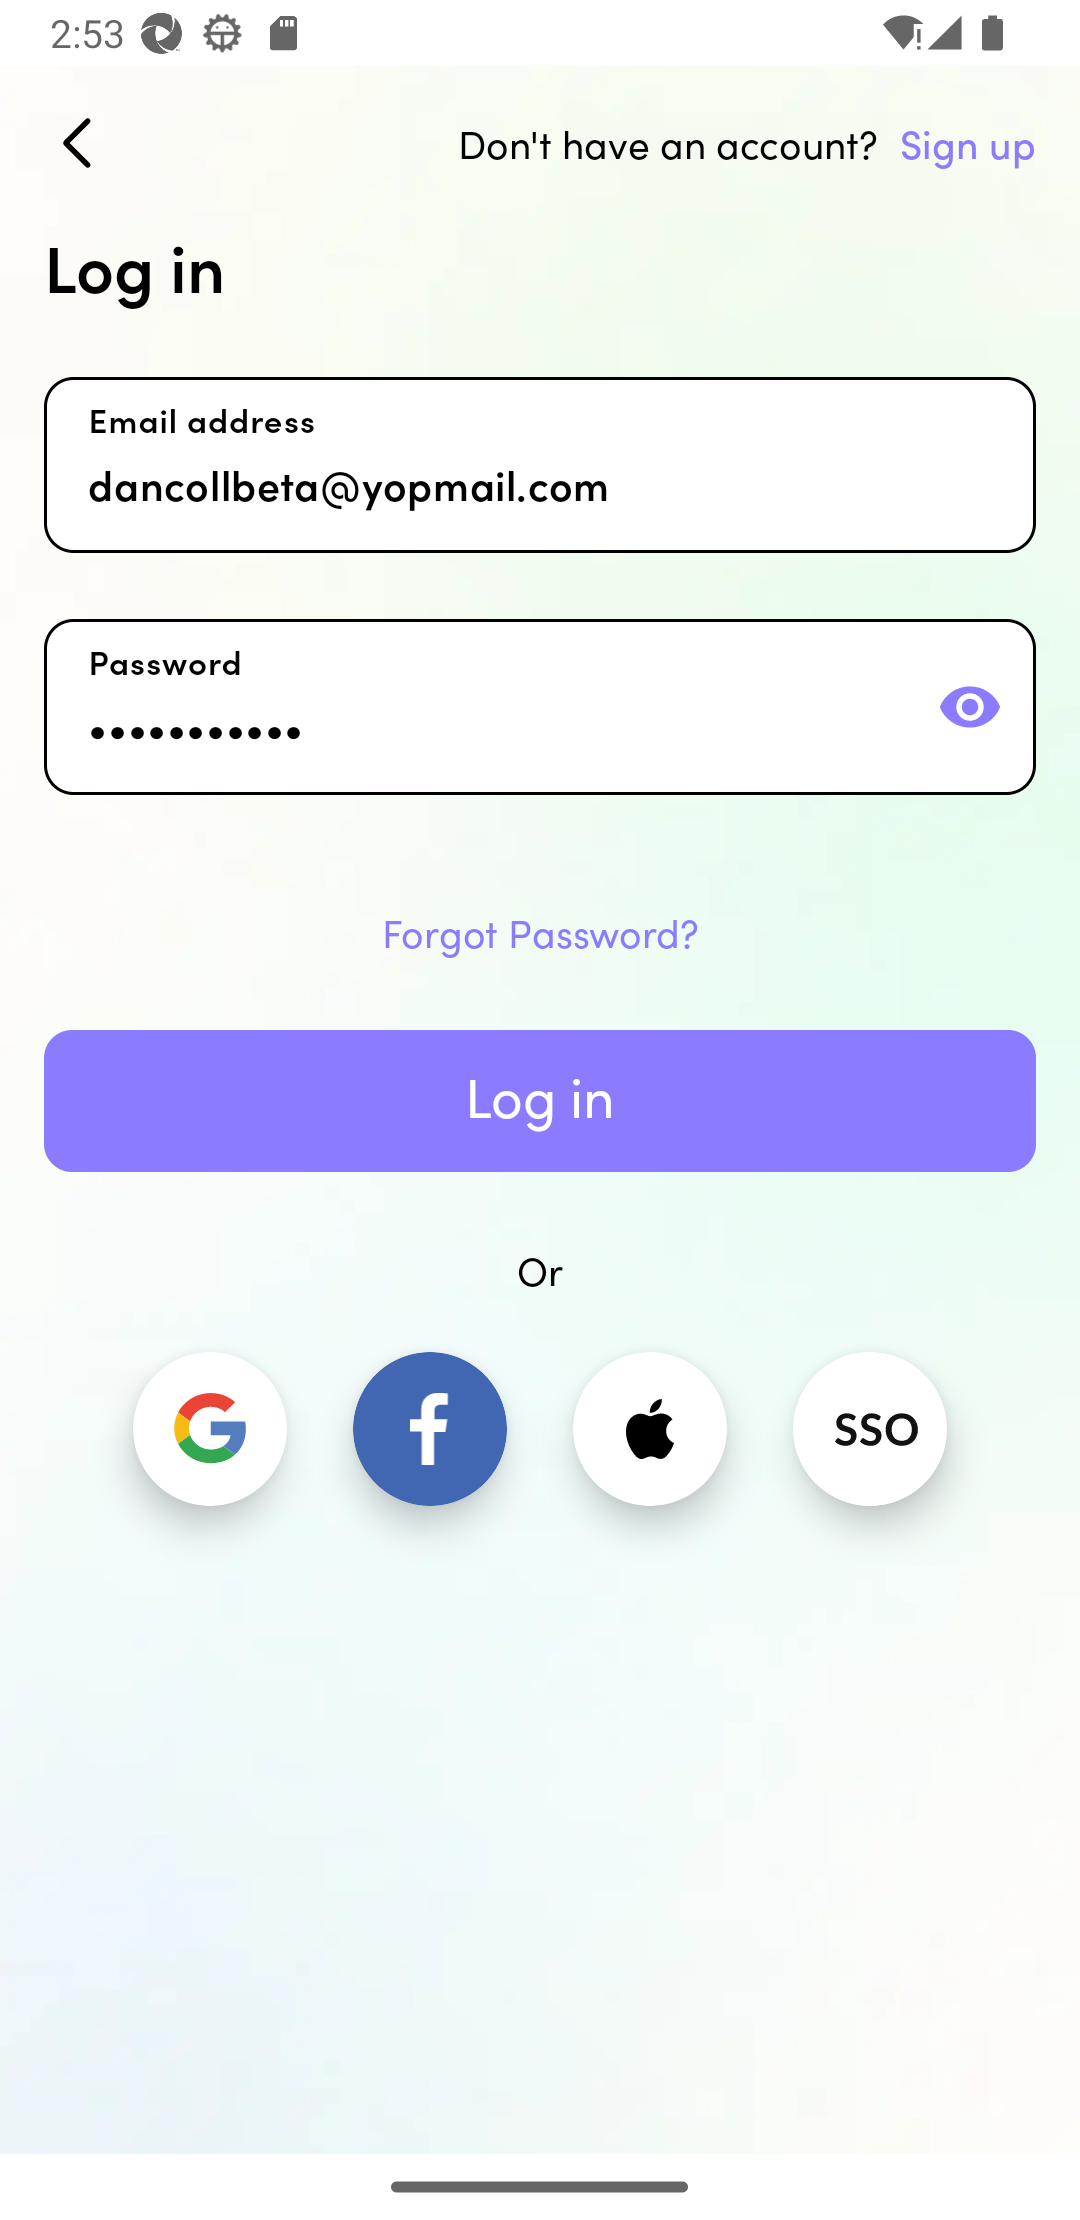 2:53
Don't have an account? Sign up
Log in
Email address
dancollbeta@yopmail.com
Password
•••••••••••
Forgot Password?
Log in
Or
SSO